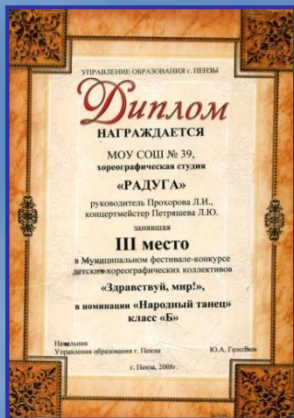 УПРАВЛЕНИЕ ОБРАЗОВАНИЯ г. ПЕНЗЫ
Диплом
НАГРАЖДАЕТСЯ
МОУ СОШ № 39,
хореографическая студия
«РАДУГА»
руководитель Прохорова Л.И.,
концертмейстер Петряшева Л.Ю.
занявшая
III место
в Муниципальном фестивале-конкурсе
детских хореографических коллективов
«Здравствуй, мир!»,
в номинации «Народный танец»
класс «Б»
Начальник
Управления образования г. Пензы Ю.А.
г. Пенза, 2008г.